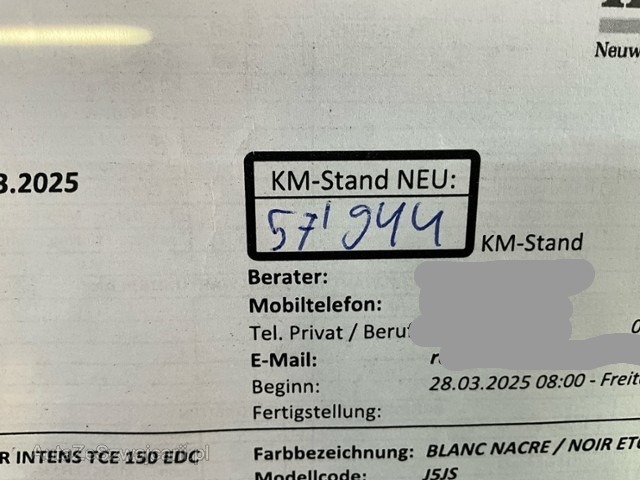 Neuw
3.2025
KM-Stand NEU:
57'944
KM-Stand
Berater:
Mobiltelefon:
Tel. Privat / Beruf
E-Mail:
Beginn: 28.03.2025 08:00 - Freit
Fertigstellung:
R INTENS TCE 150 EDC
Farbbezeichnung: BLANC NACRE / NOIR ETO
Modellcode: J5JS